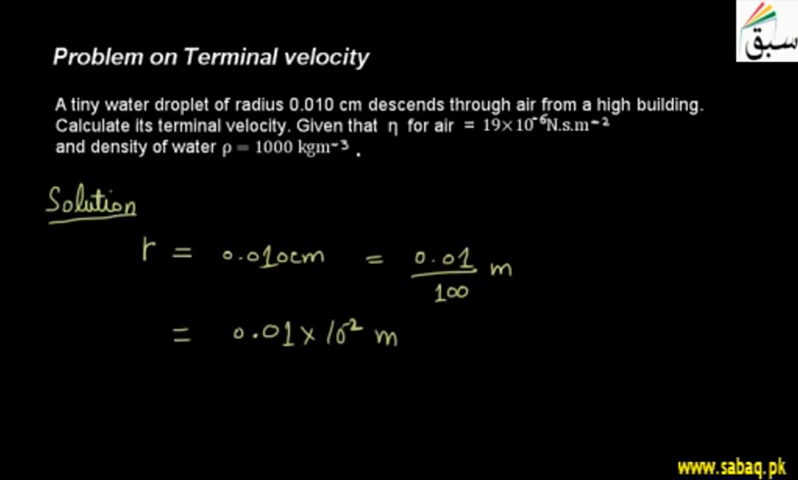 سبق
Problem on Terminal velocity
A tiny water droplet of radius 0.010 cm descends through air from a high building.
Calculate its terminal velocity. Given that η for air = 19×10⁻⁶N.s.m⁻²
and density of water ρ = 1000 kgm⁻³ .
Solution
r = 0.010cm = 0.01/100 m
= 0.01 × 10⁻² m
www.sabaq.pk